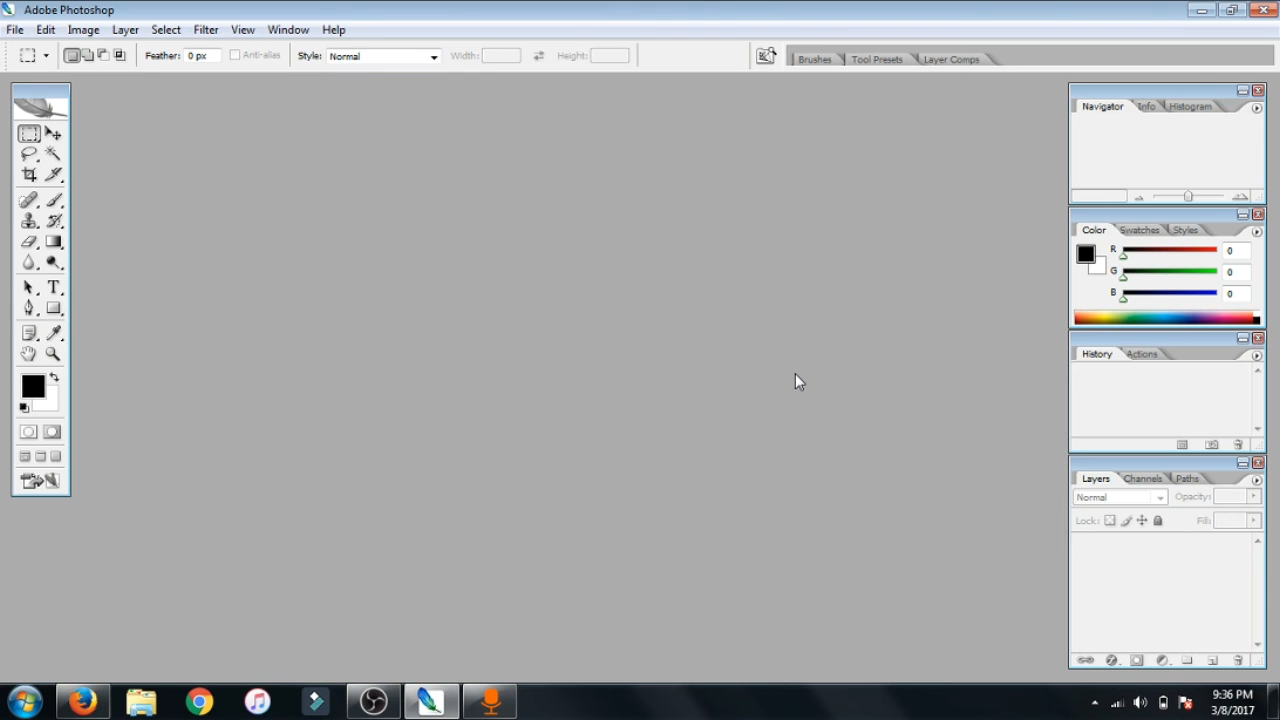 Adobe Photoshop
File Edit Image Layer Select Filter View Window Help
Feather: 0 px Anti-alias Style: Normal Width: Height: Brushes Tool Presets Layer Comps
Navigator Info Histogram
Color Swatches Styles
R 0
G 0
B 0
History Actions
Layers Channels Paths
Normal Opacity:
Lock: Fill:
T
9:36 PM
3/8/2017